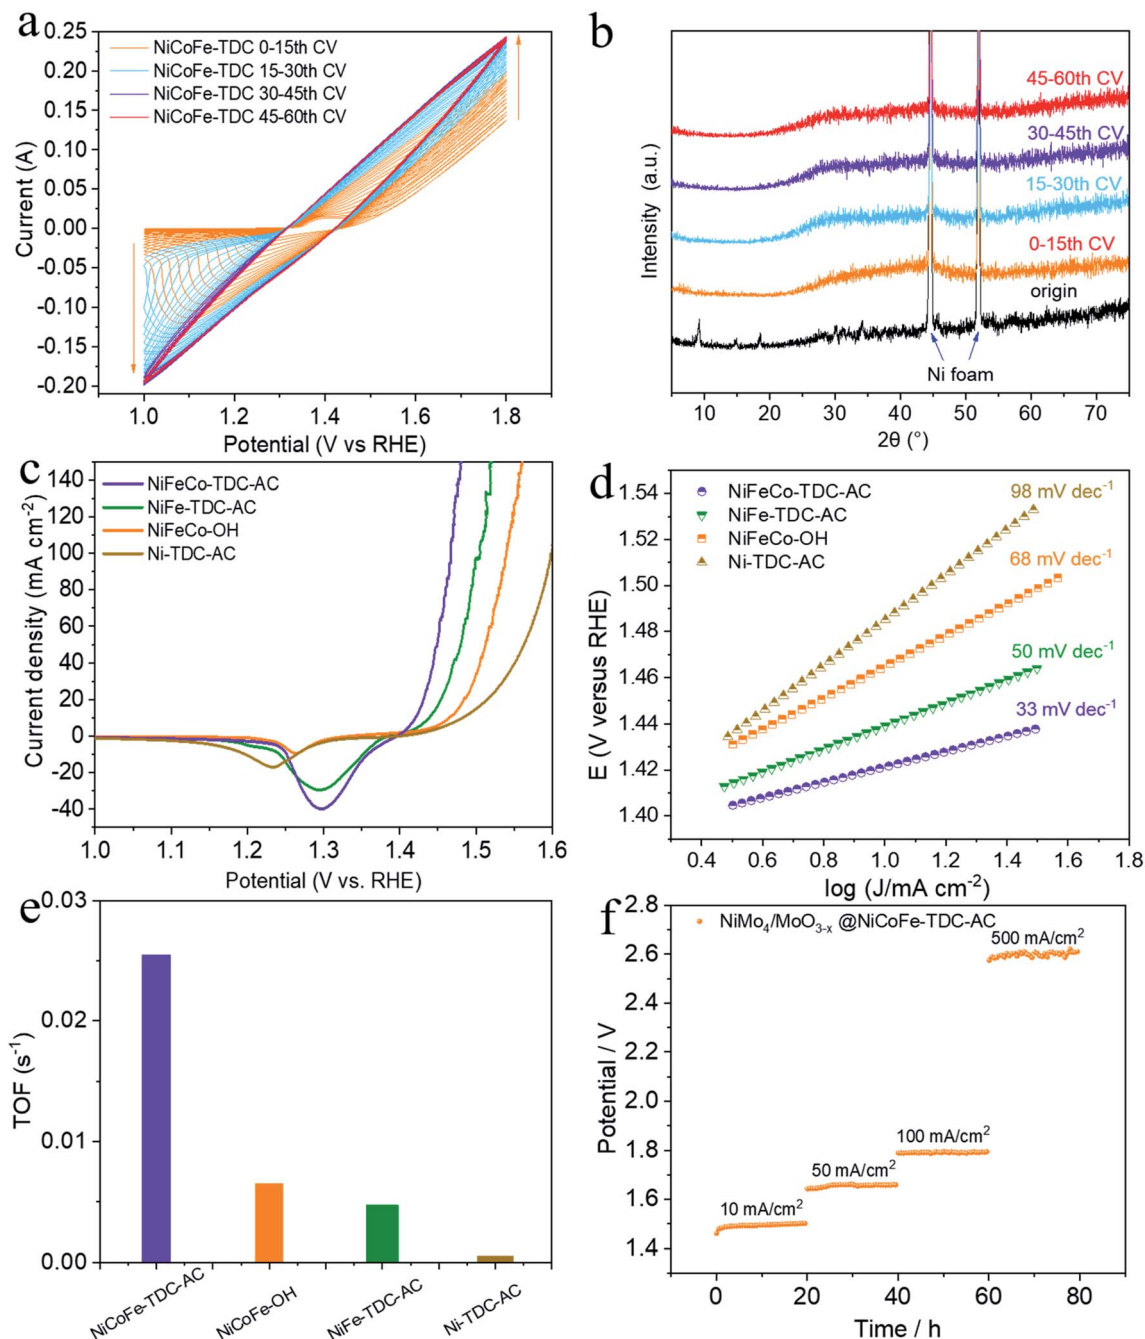 a
0.25
0.20
0.15
0.10
0.05
0.00
-0.05
-0.10
-0.15
-0.20
Current (A)
NiCoFe-TDC 0-15th CV
NiCoFe-TDC 15-30th CV
NiCoFe-TDC 30-45th CV
NiCoFe-TDC 45-60th CV
1.0 1.2 1.4 1.6 1.8
Potential (V vs RHE)
b
Intensity (a.u.)
45-60th CV
30-45th CV
15-30th CV
0-15th CV
origin
Ni foam
10 20 30 40 50 60 70
2θ (°)
c
140
120
100
80
60
40
20
0
-20
-40
Current density (mA cm⁻²)
NiFeCo-TDC-AC
NiFe-TDC-AC
NiFeCo-OH
Ni-TDC-AC
1.0 1.1 1.2 1.3 1.4 1.5 1.6
Potential (V vs. RHE)
d
1.54
1.52
1.50
1.48
1.46
1.44
1.42
1.40
E (V versus RHE)
NiFeCo-TDC-AC
NiFe-TDC-AC
NiFeCo-OH
Ni-TDC-AC
98 mV dec⁻¹
68 mV dec⁻¹
50 mV dec⁻¹
33 mV dec⁻¹
0.4 0.6 0.8 1.0 1.2 1.4 1.6 1.8
log (J/mA cm⁻²)
e
0.03
0.02
0.01
0.00
TOF (s⁻¹)
NiCoFe-TDC-AC
NiCoFe-OH
NiFe-TDC-AC
Ni-TDC-AC
f
2.8
2.6
2.4
2.2
2.0
1.8
1.6
1.4
Potential / V
NiMo₄/MoO₃₋ₓ @NiCoFe-TDC-AC
500 mA/cm²
100 mA/cm²
50 mA/cm²
10 mA/cm²
0 20 40 60 80
Time / h